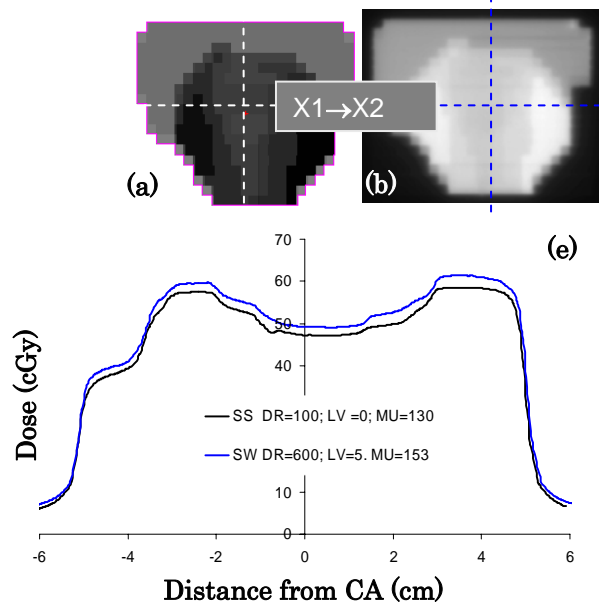 X1→X2
(a)
(b)
(e)
70
60
50
40
10
0
-6 -4 -2 0 2 4 6
Dose (cGy)
SS DR=100; LV =0; MU=130
SW DR=600; LV=5. MU=153
Distance from CA (cm)